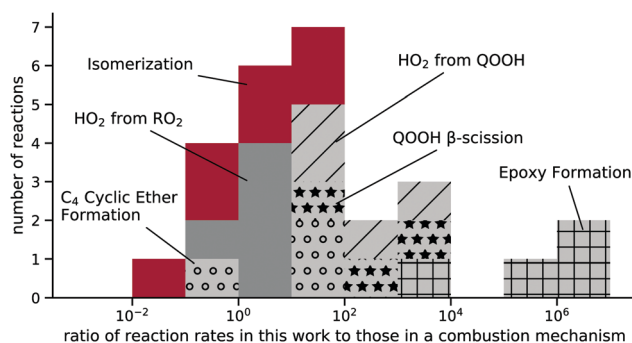 7
6
5
4
3
2
1
0
number of reactions
Isomerization
HO₂ from RO₂
C₄ Cyclic Ether
Formation
HO₂ from QOOH
QOOH β-scission
Epoxy Formation
10⁻² 10⁰ 10² 10⁴ 10⁶
ratio of reaction rates in this work to those in a combustion mechanism